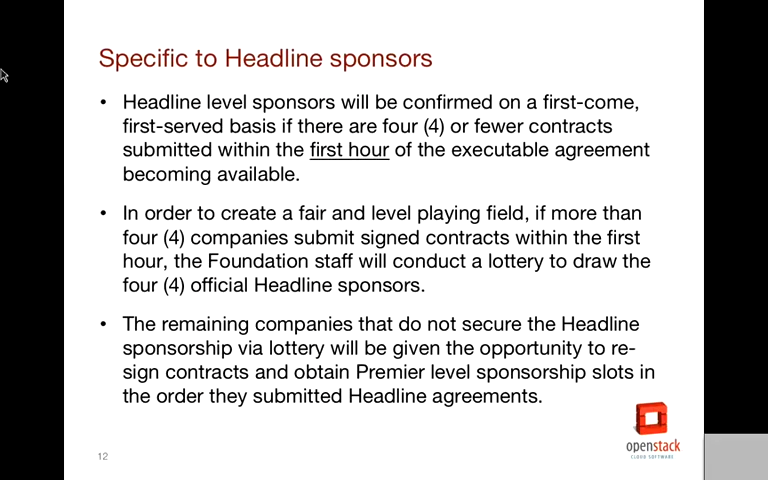 Specific to Headline sponsors
• Headline level sponsors will be confirmed on a first-come,
first-served basis if there are four (4) or fewer contracts
submitted within the first hour of the executable agreement
becoming available.
• In order to create a fair and level playing field, if more than
four (4) companies submit signed contracts within the first
hour, the Foundation staff will conduct a lottery to draw the
four (4) official Headline sponsors.
• The remaining companies that do not secure the Headline
sponsorship via lottery will be given the opportunity to re-
sign contracts and obtain Premier level sponsorship slots in
the order they submitted Headline agreements.
openstack
CLOUD SOFTWARE
12